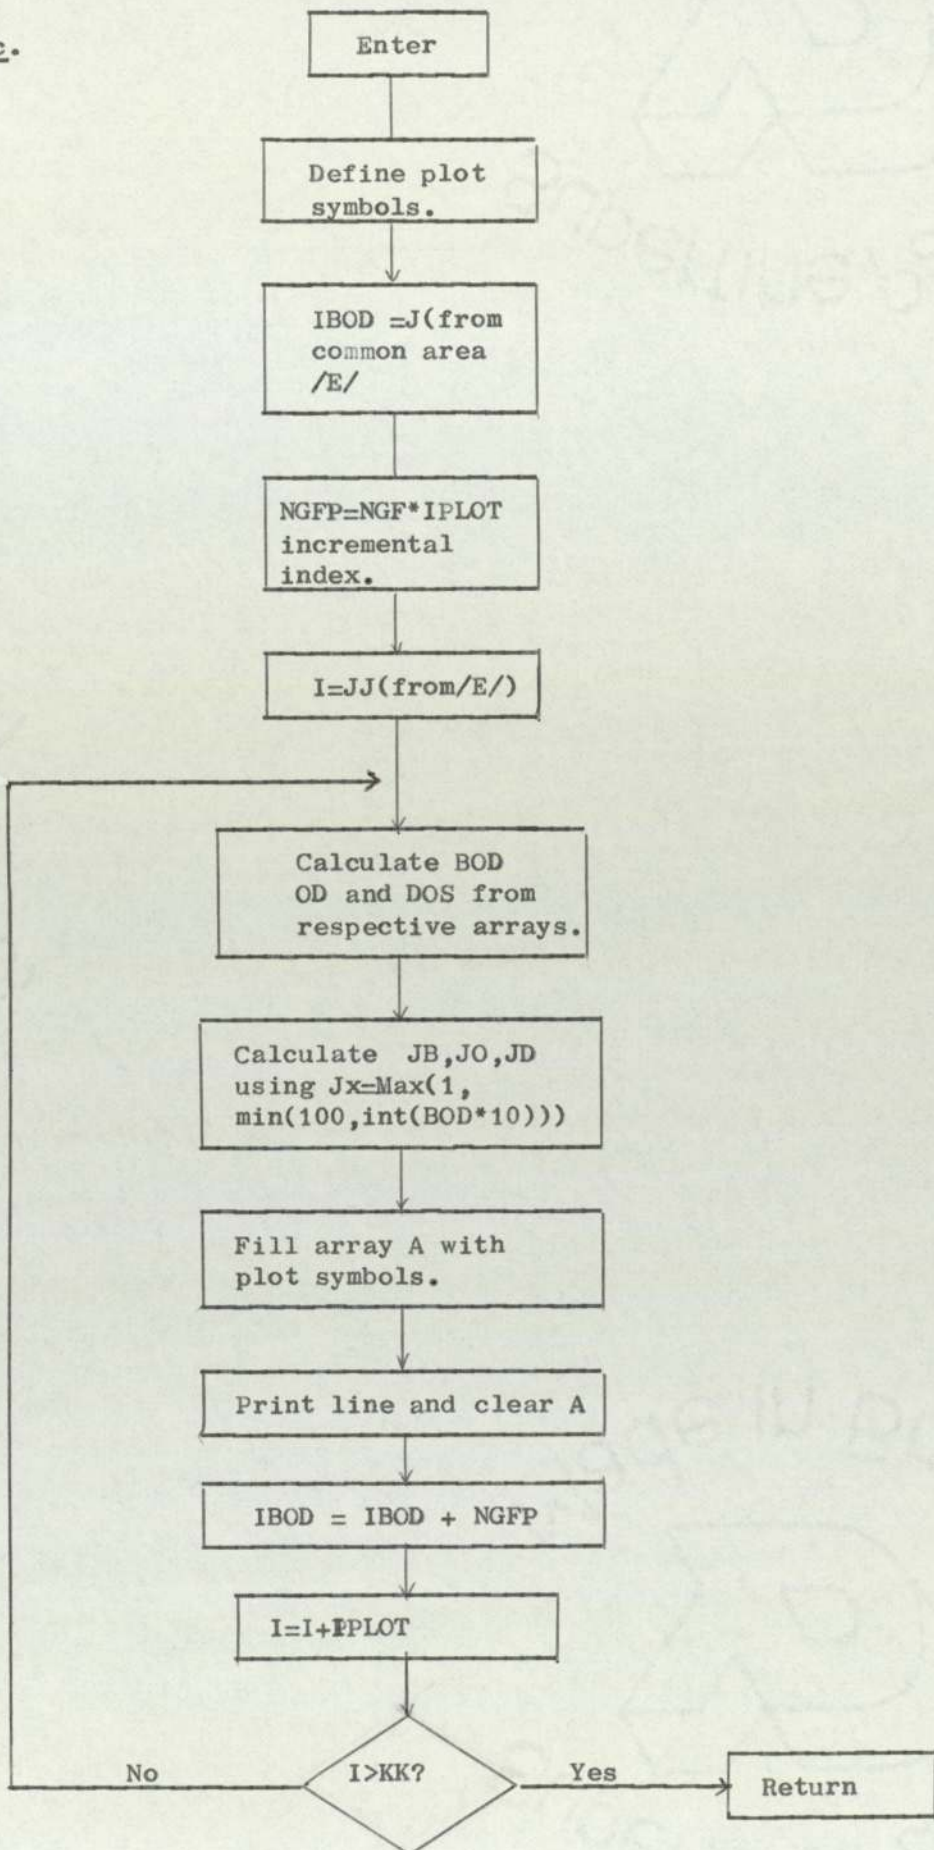 Enter
Define plot
symbols.
IBOD =J(from
common area
/E/
NGFP=NGF*IPLOT
incremental
index.
I=JJ(from/E/)
Calculate BOD
OD and DOS from
respective arrays.
Calculate JB,JO,JD
using Jx=Max(1,
min(100,int(BOD*10)))
Fill array A with
plot symbols.
Print line and clear A
IBOD = IBOD + NGFP
I=I+IPLOT
I>KK?
No
Yes
Return